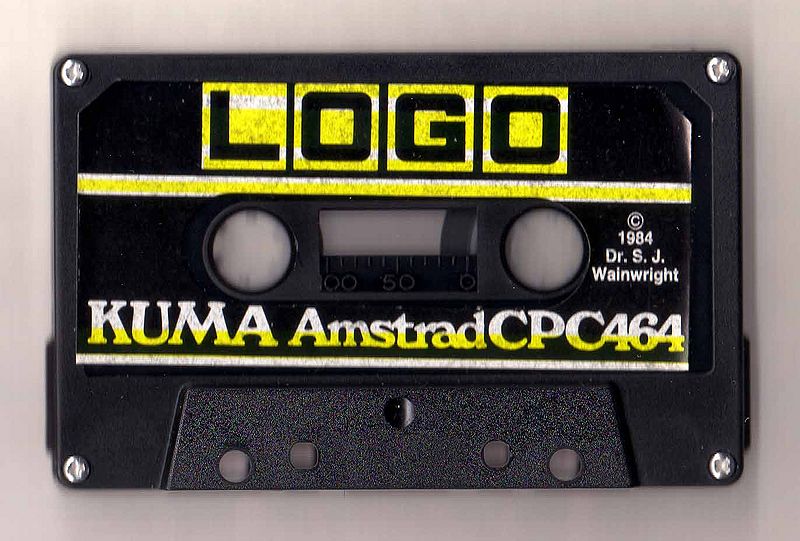 LOGO
©
1984
Dr. S. J.
Wainwright
00 50 0
KUMA Amstrad CPC464